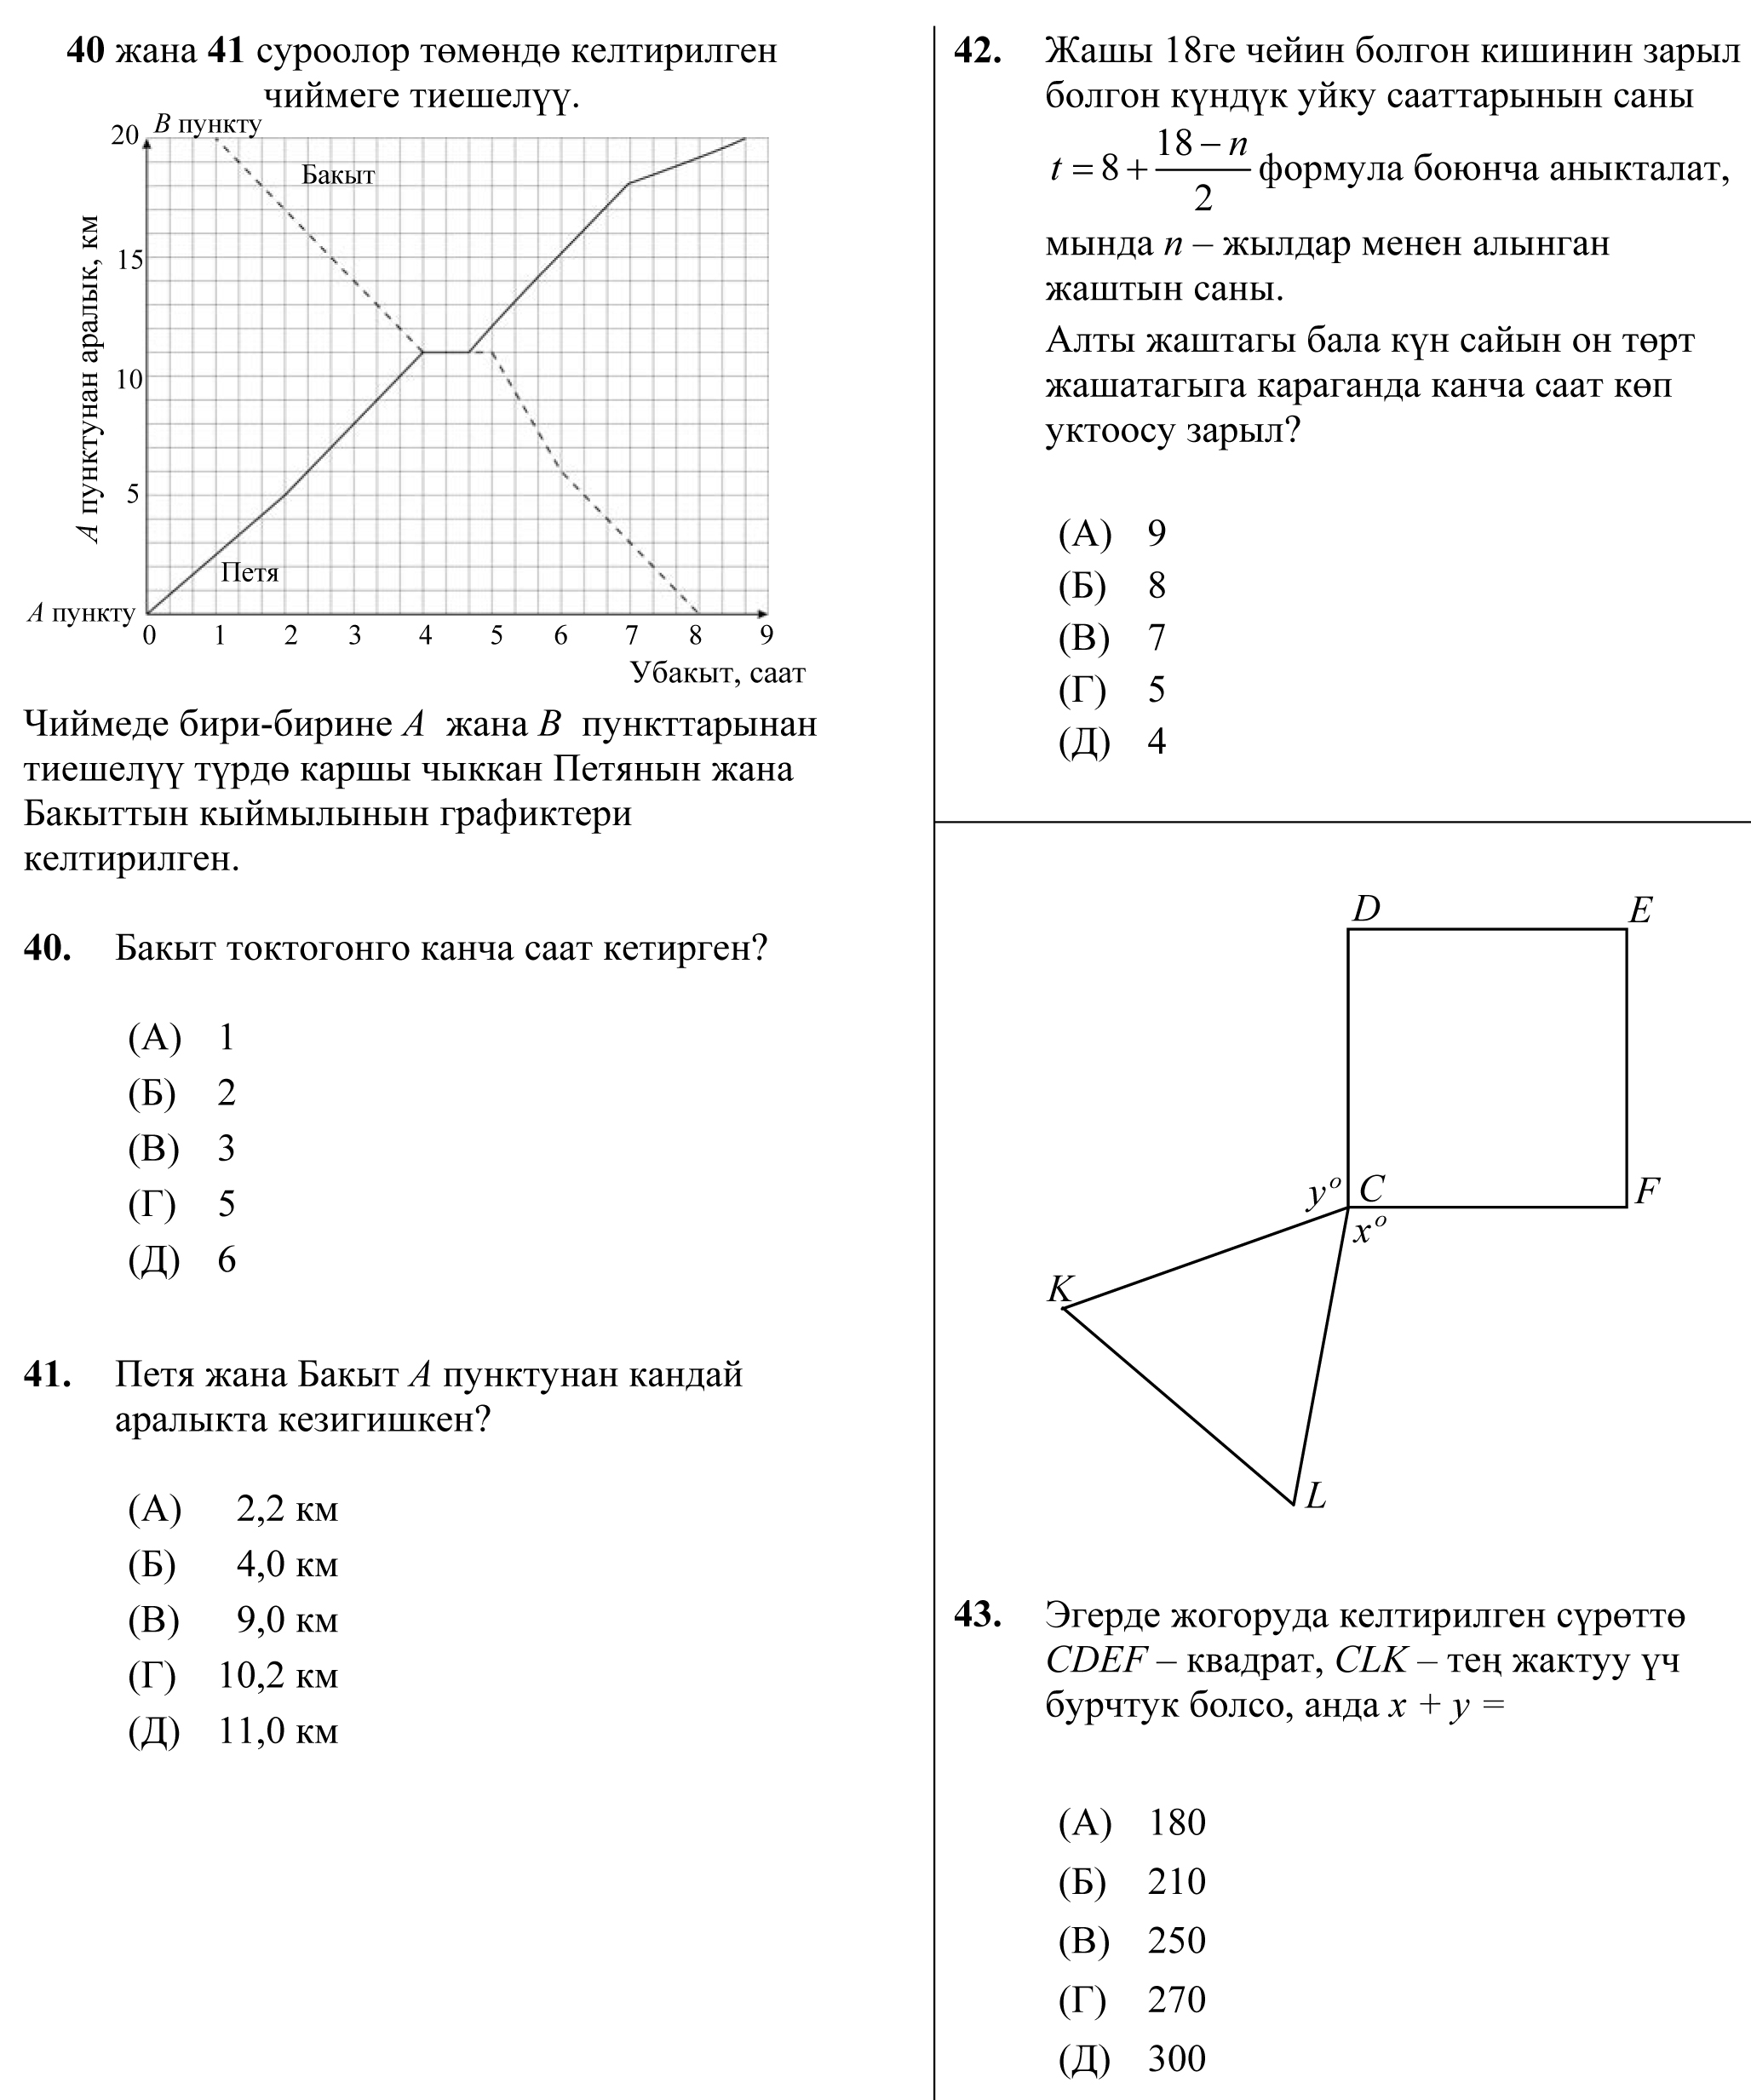 40 жана 41 суроолор төмөндө келтирилген
чиймеге тиешелүү.
B пункту
20
Бакыт
15
А пунктунан аралык, км
10
5
Петя
А пункту
0 1 2 3 4 5 6 7 8 9
Убакыт, саат
Чиймеде бири-бирине А жана В пункттарынан
тиешелүү түрдө каршы чыккан Петянын жана
Бакыттын кыймылынын графиктери
келтирилген.
40. Бакыт токтогонго канча саат кетирген?
(А) 1
(Б) 2
(В) 3
(Г) 5
(Д) 6
41. Петя жана Бакыт А пунктунан кандай
аралыкта кезигишкен?
(А) 2,2 км
(Б) 4,0 км
(В) 9,0 км
(Г) 10,2 км
(Д) 11,0 км
42. Жашы 18ге чейин болгон кишинин зарыл
болгон күндүк уйку сааттарынын саны
t = 8 + (18 – n)/2 формула боюнча аныкталат,
мында n – жылдар менен алынган
жаштын саны.
Алты жаштагы бала күн сайын он төрт
жашатагыга караганда канча саат көп
уктоосу зарыл?
(А) 9
(Б) 8
(В) 7
(Г) 5
(Д) 4
D E
y° C F
x°
K
L
43. Эгерде жогоруда келтирилген сүрөттө
CDEF – квадрат, CLK – тең жактуу үч
бурчтук болсо, анда x + y =
(А) 180
(Б) 210
(В) 250
(Г) 270
(Д) 300